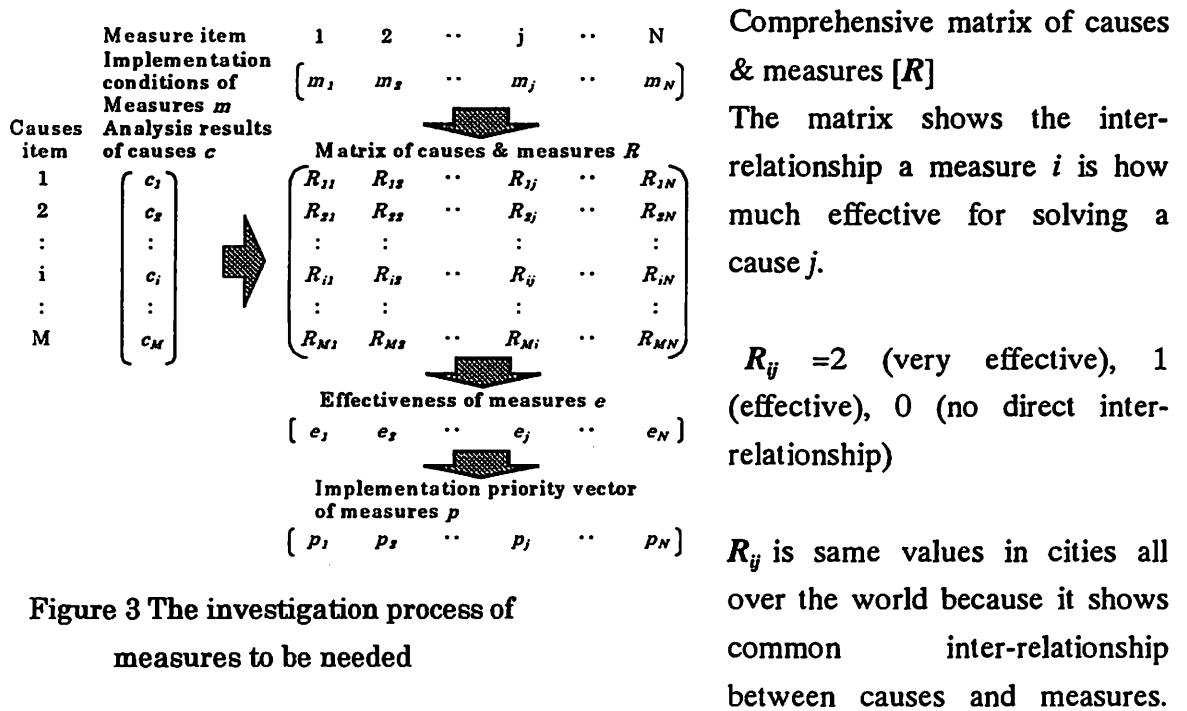 Measure item 1 2 ·· j ·· N
Implementation
conditions of
Measures m
[ m1 m2 ·· mj ·· mN ]
Causes
item
Analysis results
of causes c
Matrix of causes & measures R
1 c1 R11 R12 ·· R1j ·· R1N
2 c2 R21 R22 ·· R2j ·· R2N
: : : : : :
i ci Ri1 Ri2 ·· Rij ·· RiN
: : : : : :
M cM RM1 RM2 ·· RMi ·· RMN
Effectiveness of measures e
[ e1 e2 ·· ej ·· eN ]
Implementation priority vector
of measures p
[ p1 p2 ·· pj ·· pN ]
Figure 3 The investigation process of
measures to be needed
Comprehensive matrix of causes
& measures [R]
The matrix shows the inter-
relationship a measure i is how
much effective for solving a
cause j.
Rij =2 (very effective), 1
(effective), 0 (no direct inter-
relationship)
Rij is same values in cities all
over the world because it shows
common inter-relationship
between causes and measures.